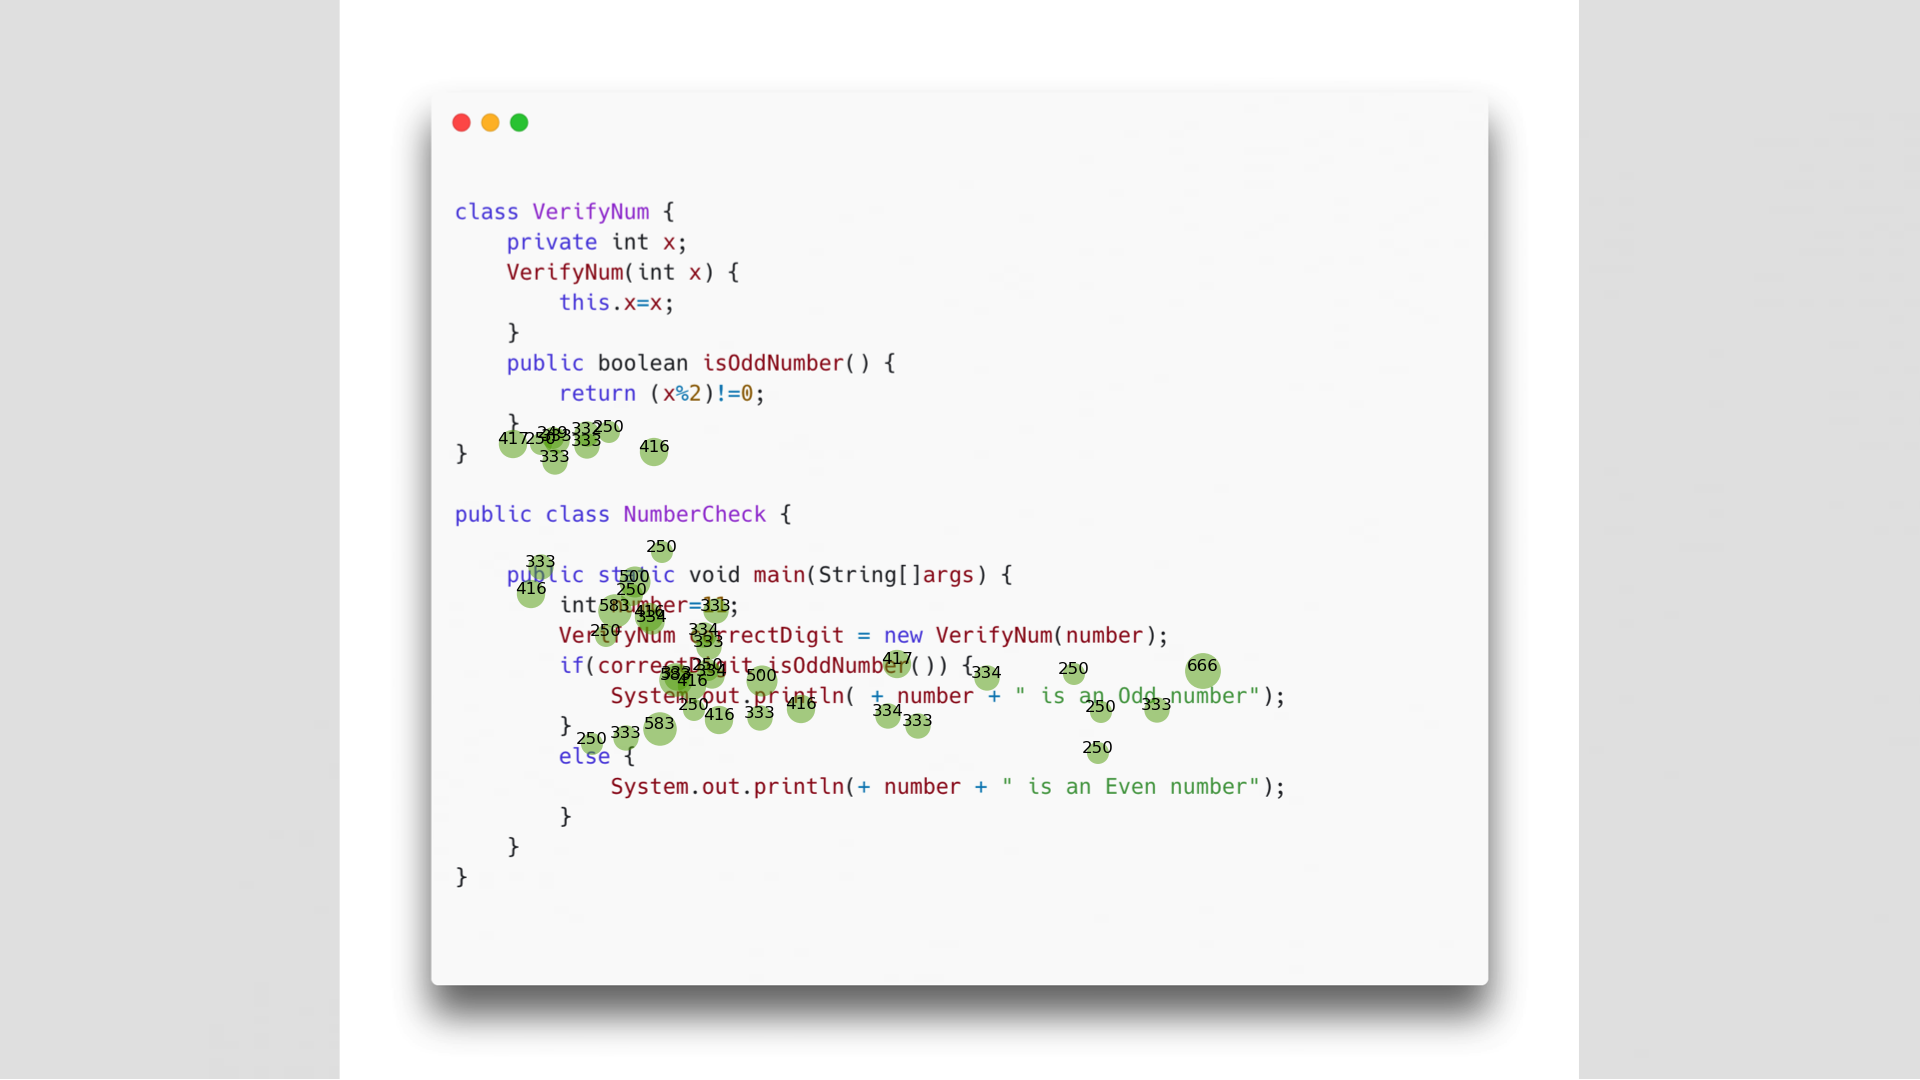 class VerifyNum {
private int x;
VerifyNum(int x) {
this.x=x;
}
public boolean isOddNumber() {
return (x%2)!=0;
}
417 250 249 333 332 333 250
333 416
}
public class NumberCheck {
250
333
public static void main(String[]args) {
500
416 250
int number=11;
583 416 334 333
VerifyNum correctDigit = new VerifyNum(number);
250 334 333
if(correctDigit.isOddNumber()) {
250 334 417 416 500 334 250 666
System.out.println( + number + " is an Odd number");
250 416 333 416 334 333 250 333
}
250 333 583 250
else {
System.out.println(+ number + " is an Even number");
}
}
}